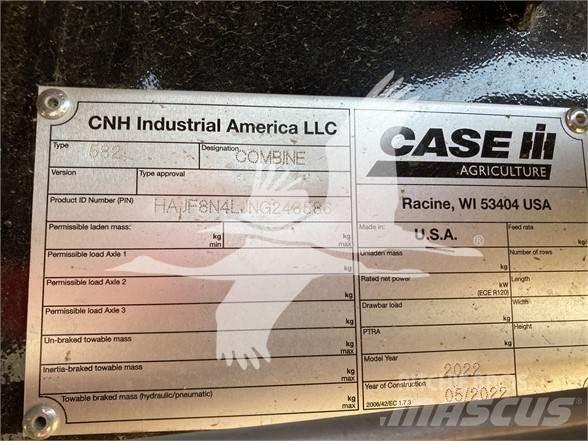 CNH Industrial America LLC
Type
582
Designation
COMBINE
Version
Type approval
Product ID Number (PIN)
Permissible laden mass:
kg
min
kg
max
Permissible load Axle 1
kg
Permissible load Axle 2
kg
Permissible load Axle 3
kg
Un-braked towable mass
kg
max
Inertia-braked towable mass
kg
max
Towable braked mass (hydraulic/pneumatic)
kg
max
CASE IH
AGRICULTURE
Racine, WI 53404 USA
Made in:
U.S.A.
Feed rate
kg/
Unladen mass:
kg
Number of rows
Rated net power
kW
(ECE R120)
Length
Drawbar load
kg
Width
PTRA
kg
Height
Model Year
2022
Year of Construction
05/2022
2006/42/EC 1.7.3
MASCUS